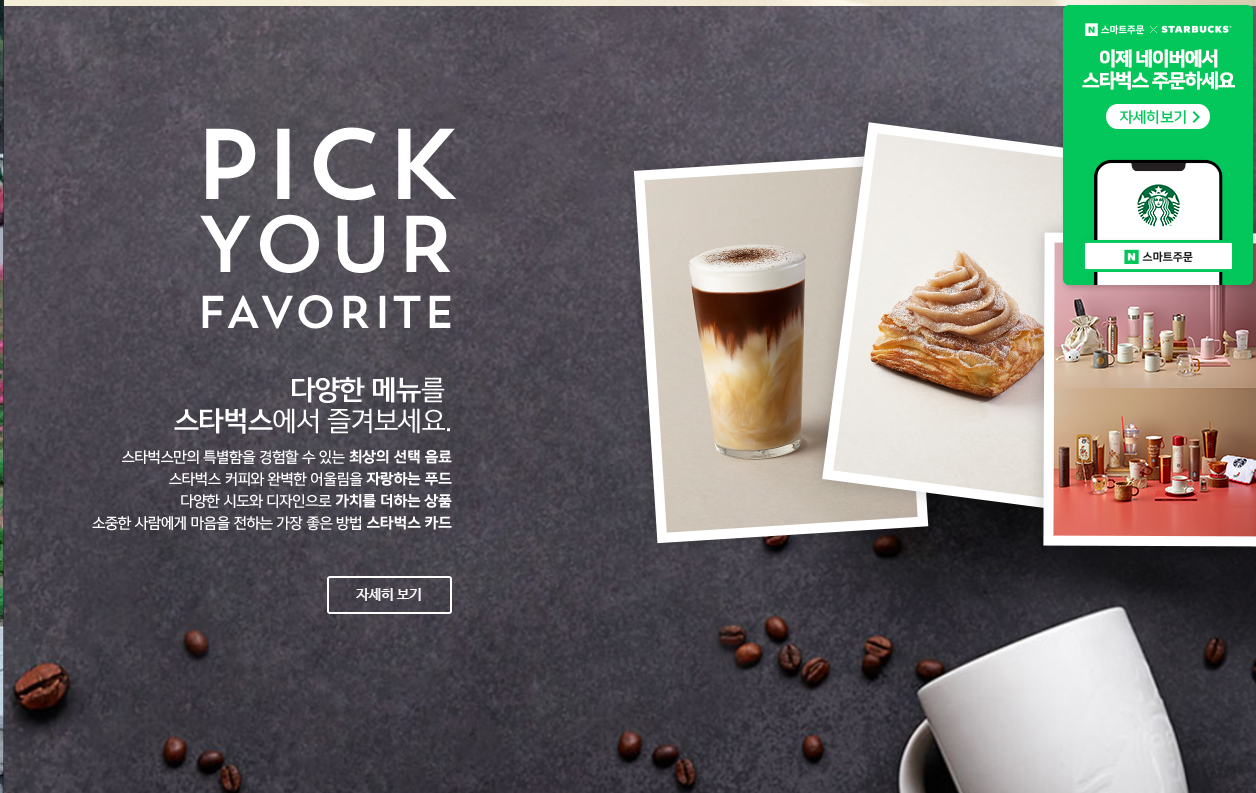 PICK
YOUR
FAVORITE
다양한 메뉴를
스타벅스에서 즐겨보세요.
스타벅스만의 특별함을 경험할 수 있는 최상의 선택 음료
스타벅스 커피와 완벽한 어울림을 자랑하는 푸드
다양한 시도와 디자인으로 가치를 더하는 상품
소중한 사람에게 마음을 전하는 가장 좋은 방법 스타벅스 카드
자세히 보기
N 스마트주문 × STARBUCKS
이제 네이버에서
스타벅스 주문하세요
자세히 보기 >
N 스마트주문